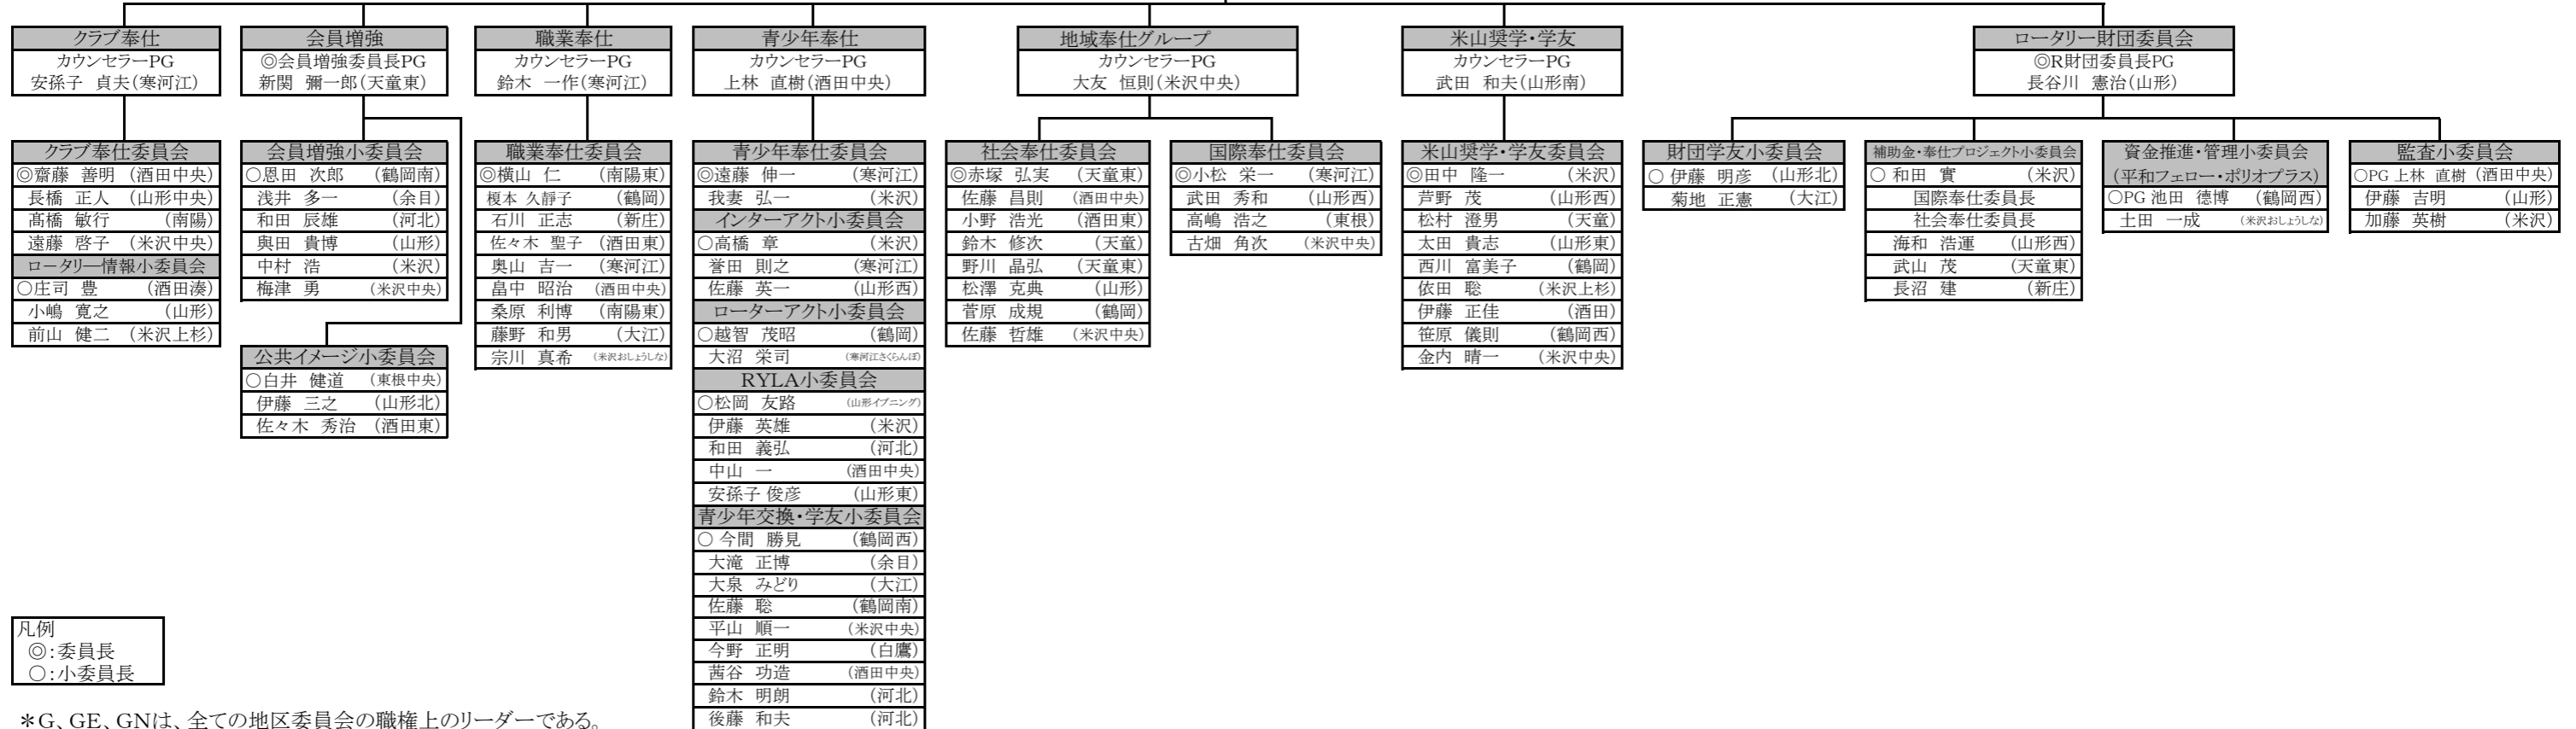 クラブ奉仕
カウンセラーPG
安孫子 貞夫(寒河江)
クラブ奉仕委員会
◎齋藤 善明 (酒田中央)
長橋 正人 (山形中央)
髙橋 敏行 (南陽)
遠藤 啓子 (米沢中央)
ロータリー情報小委員会
○庄司 豊 (酒田湊)
小嶋 寛之 (山形)
前山 健二 (米沢上杉)
会員増強
◎会員増強委員長PG
新関 彌一郎(天童東)
会員増強小委員会
○恩田 次郎 (鶴岡南)
浅井 多一 (余目)
和田 辰雄 (河北)
奥田 貴博 (山形)
中村 浩 (米沢)
梅津 勇 (米沢中央)
公共イメージ小委員会
○白井 健道 (東根中央)
伊藤 三之 (山形北)
佐々木 秀治 (酒田東)
職業奉仕
カウンセラーPG
鈴木 一作(寒河江)
職業奉仕委員会
◎横山 仁 (南陽東)
榎本 久靜子 (鶴岡)
石川 正志 (新庄)
佐々木 聖子 (酒田東)
奥山 吉一 (寒河江)
畠中 昭治 (酒田中央)
桑原 利博 (南陽東)
藤野 和男 (大江)
宗川 真希 (米沢おしょうしな)
青少年奉仕
カウンセラーPG
上林 直樹(酒田中央)
青少年奉仕委員会
◎遠藤 伸一 (寒河江)
我妻 弘一 (米沢)
インターアクト小委員会
○高橋 章 (米沢)
誉田 則之 (寒河江)
佐藤 英一 (山形西)
ローターアクト小委員会
○越智 茂昭 (鶴岡)
大沼 栄司 (寒河江さくらんぼ)
RYLA小委員会
○松岡 友路 (山形イブニング)
伊藤 英雄 (米沢)
和田 義弘 (河北)
中山 一 (酒田中央)
安孫子 俊彦 (山形東)
青少年交換・学友小委員会
○ 今間 勝見 (鶴岡西)
大滝 正博 (余目)
大泉 みどり (大江)
佐藤 聡 (鶴岡南)
平山 順一 (米沢中央)
今野 正明 (白鷹)
茜谷 功造 (酒田中央)
鈴木 明朗 (河北)
後藤 和夫 (河北)
地域奉仕グループ
カウンセラーPG
大友 恒則(米沢中央)
社会奉仕委員会
◎赤塚 弘実 (天童東)
佐藤 昌則 (酒田中央)
小野 浩光 (酒田東)
鈴木 修次 (天童)
野川 晶弘 (天童東)
松澤 克典 (山形)
菅原 成規 (鶴岡)
佐藤 哲雄 (米沢中央)
国際奉仕委員会
◎小松 栄一 (寒河江)
武田 秀和 (山形西)
高嶋 浩之 (東根)
古畑 角次 (米沢中央)
米山奨学・学友
カウンセラーPG
武田 和夫(山形南)
米山奨学・学友委員会
◎田中 隆一 (米沢)
芦野 茂 (山形西)
松村 澄男 (天童)
太田 貴志 (山形東)
西川 富美子 (鶴岡)
依田 聡 (米沢上杉)
伊藤 正佳 (酒田)
笹原 儀則 (鶴岡西)
金内 晴一 (米沢中央)
ロータリー財団委員会
◎R財団委員長PG
長谷川 憲治(山形)
財団学友小委員会
○ 伊藤 明彦 (山形北)
菊地 正憲 (大江)
補助金・奉仕プロジェクト小委員会
○ 和田 實 (米沢)
国際奉仕委員長
社会奉仕委員長
海和 浩運 (山形西)
武山 茂 (天童東)
長沼 建 (新庄)
資金推進・管理小委員会
(平和フェロー・ポリオプラス)
○PG 池田 德博 (鶴岡西)
土田 一成 (米沢おしょうしな)
監査小委員会
○PG 上林 直樹 (酒田中央)
伊藤 吉明 (山形)
加藤 英樹 (米沢)
凡例
◎:委員長
○:小委員長
＊G、GE、GNは、全ての地区委員会の職権上のリーダーである。